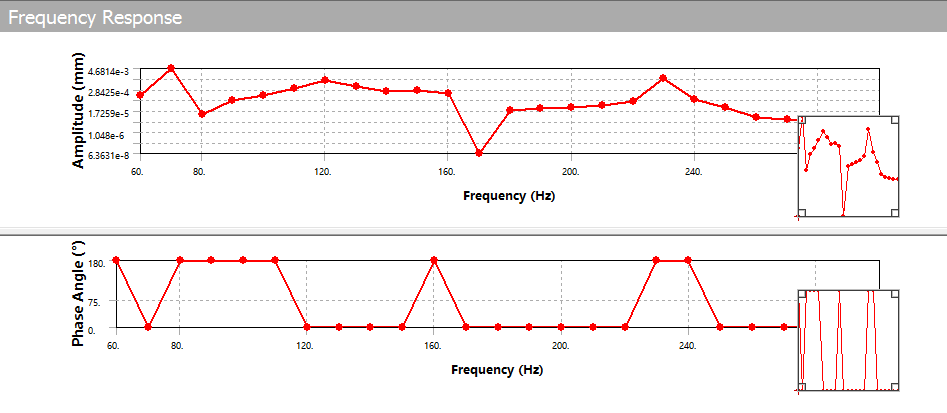 Frequency Response
Amplitude (mm)
4.6814e-3
2.8425e-4
1.7259e-5
1.048e-6
6.3631e-8
60. 80. 120. 160. 200. 240.
Frequency (Hz)
Phase Angle (°)
180.
75.
0.
60. 80. 120. 160. 200. 240.
Frequency (Hz)